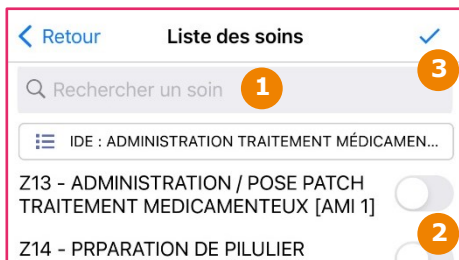 Retour Liste des soins
3
Rechercher un soin 1
IDE : ADMINISTRATION TRAITEMENT MÉDICAMEN...
Z13 - ADMINISTRATION / POSE PATCH
TRAITEMENT MEDICAMENTEUX [AMI 1]
2
Z14 - PRPARATION DE PILULIER